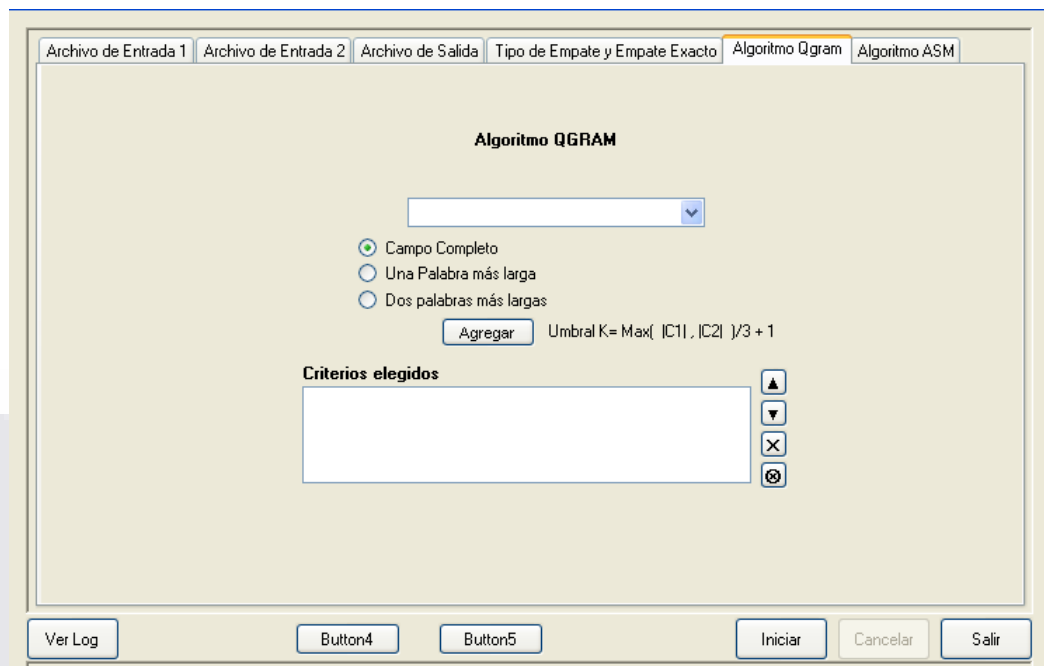 Archivo de Entrada 1 Archivo de Entrada 2 Archivo de Salida Tipo de Empate y Empate Exacto Algoritmo Qgram Algoritmo ASM
Algoritmo QGRAM
Campo Completo
Una Palabra más larga
Dos palabras más largas
Agregar Umbral K= Max( |C1| , |C2| )/3 + 1
Criterios elegidos
Ver Log Button4 Button5 Iniciar Cancelar Salir